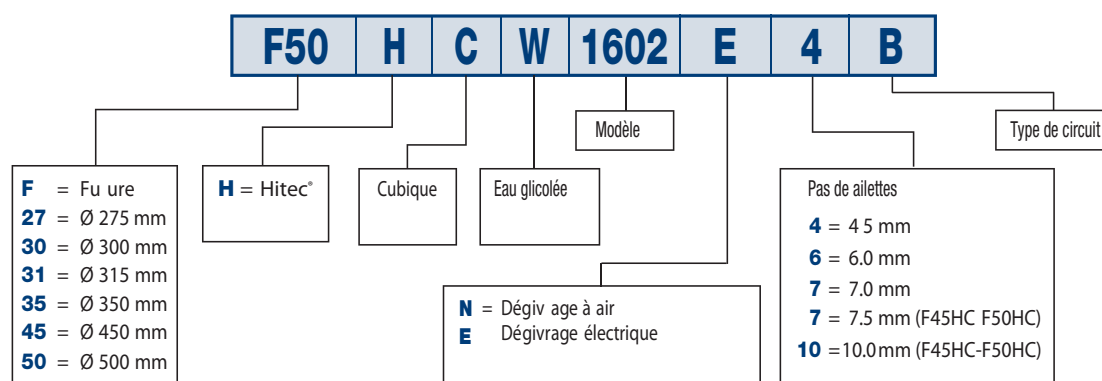 F50 H C W 1602 E 4 B
Modèle
Type de circuit
F = Fu ure
27 = Ø 275 mm
30 = Ø 300 mm
31 = Ø 315 mm
35 = Ø 350 mm
45 = Ø 450 mm
50 = Ø 500 mm
H = Hitec®
Cubique
Eau glicolée
N = Dégiv age à air
E Dégivrage électrique
Pas de ailettes
4 = 4 5 mm
6 = 6.0 mm
7 = 7.0 mm
7 = 7.5 mm (F45HC F50HC)
10 =10.0 mm (F45HC-F50HC)